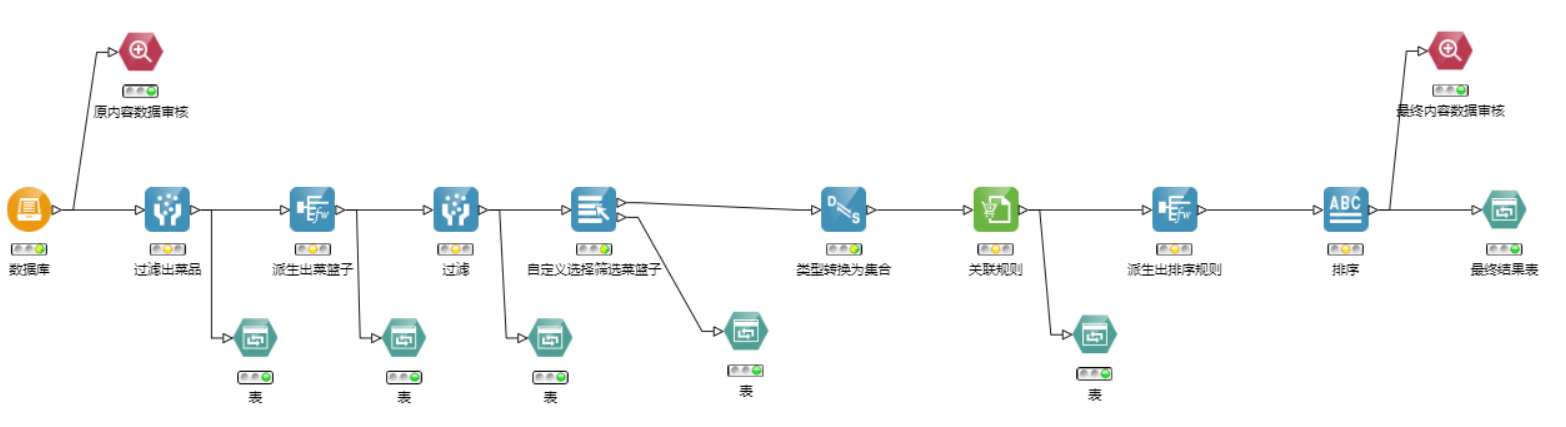 原内容数据审核
最终内容数据审核
D
S
fw
fw
ABC
数据库
过滤出菜品
派生出菜篮子
过滤
自定义选择筛选菜篮子
类型转换为集合
关联规则
派生出排序规则
排序
最终结果表
表
表
表
表
表